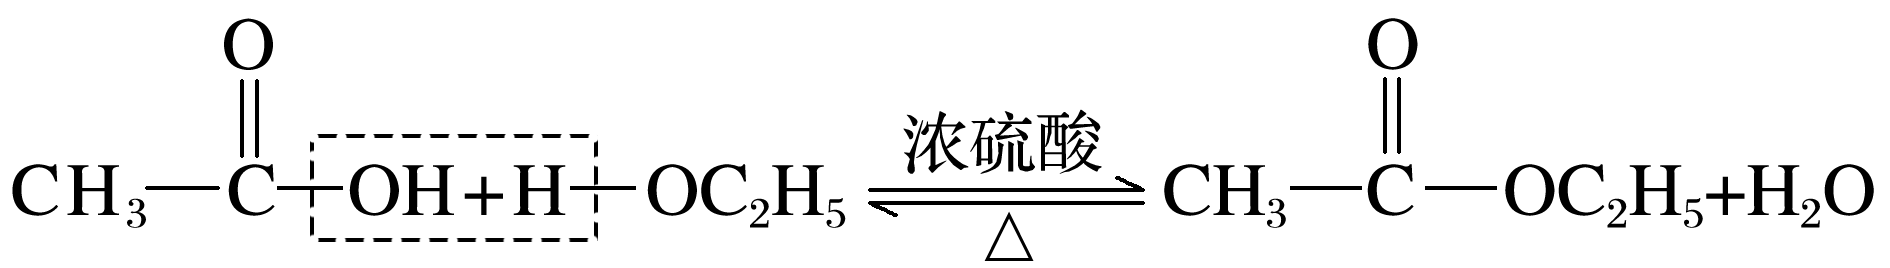 O O
浓硫酸
CH₃—C—OH+H—OC₂H₅ ⇌ CH₃—C—OC₂H₅+H₂O
△